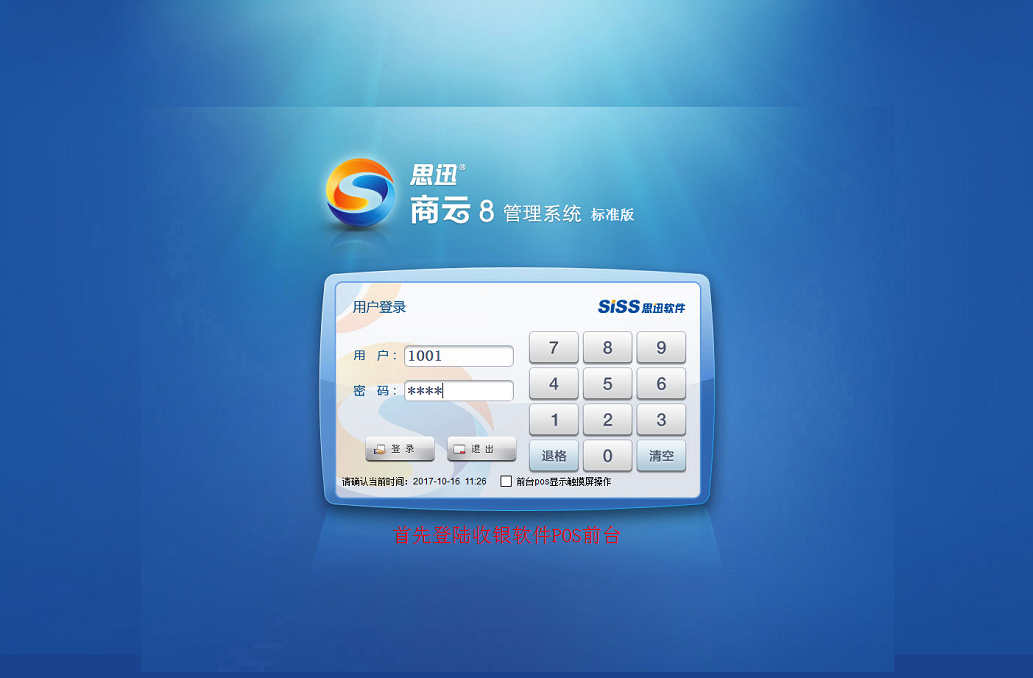 思迅®
商云8管理系统 标准版
用户登录
SiSS思迅软件
用 户： 1001
7 8 9
密 码： ****
4 5 6
1 2 3
登 录 退 出
退格 0 清空
请确认当前时间： 2017-10-16 11:26 前台pos显示触摸屏操作
首先登陆收银软件POS前台